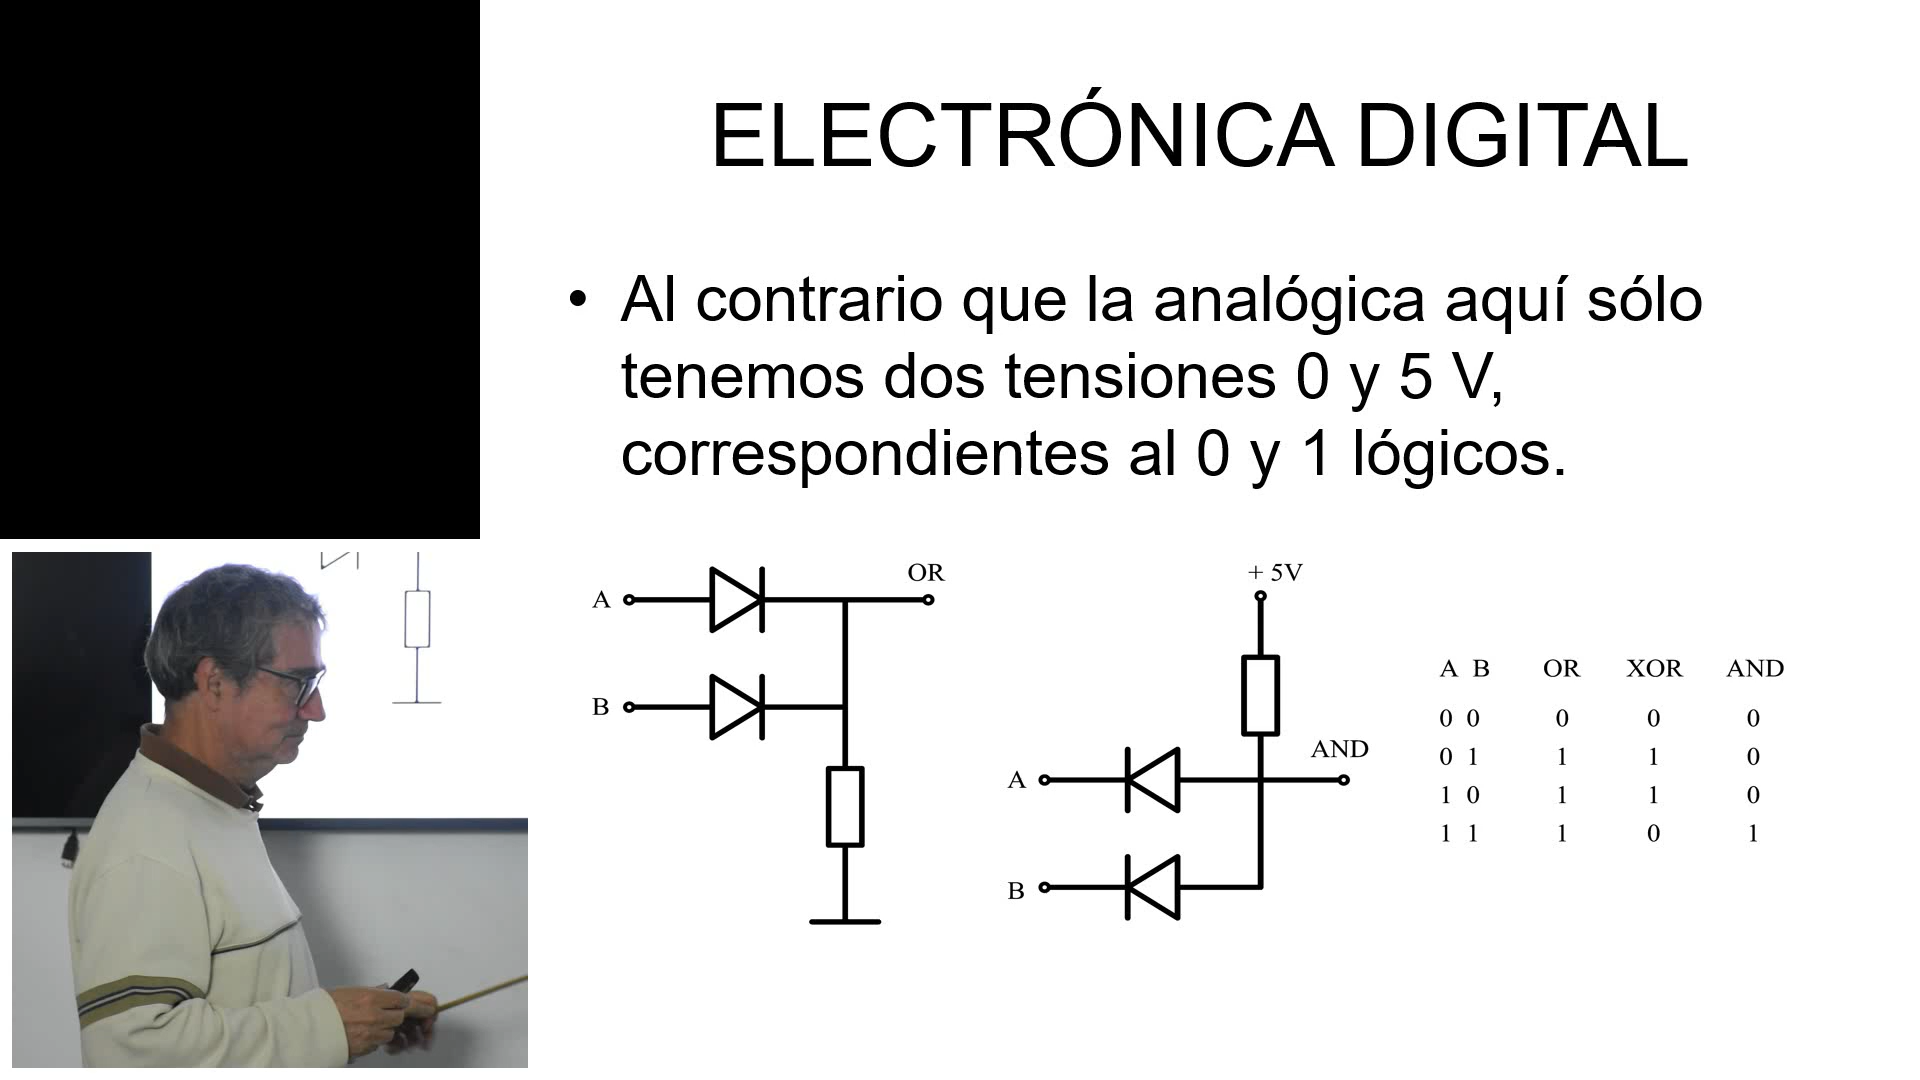 ELECTRÓNICA DIGITAL
• Al contrario que la analógica aquí sólo
tenemos dos tensiones 0 y 5 V,
correspondientes al 0 y 1 lógicos.
A
OR
B
+ 5V
A
AND
B
A B OR XOR AND
0 0 0 0 0
0 1 1 1 0
1 0 1 1 0
1 1 1 0 1